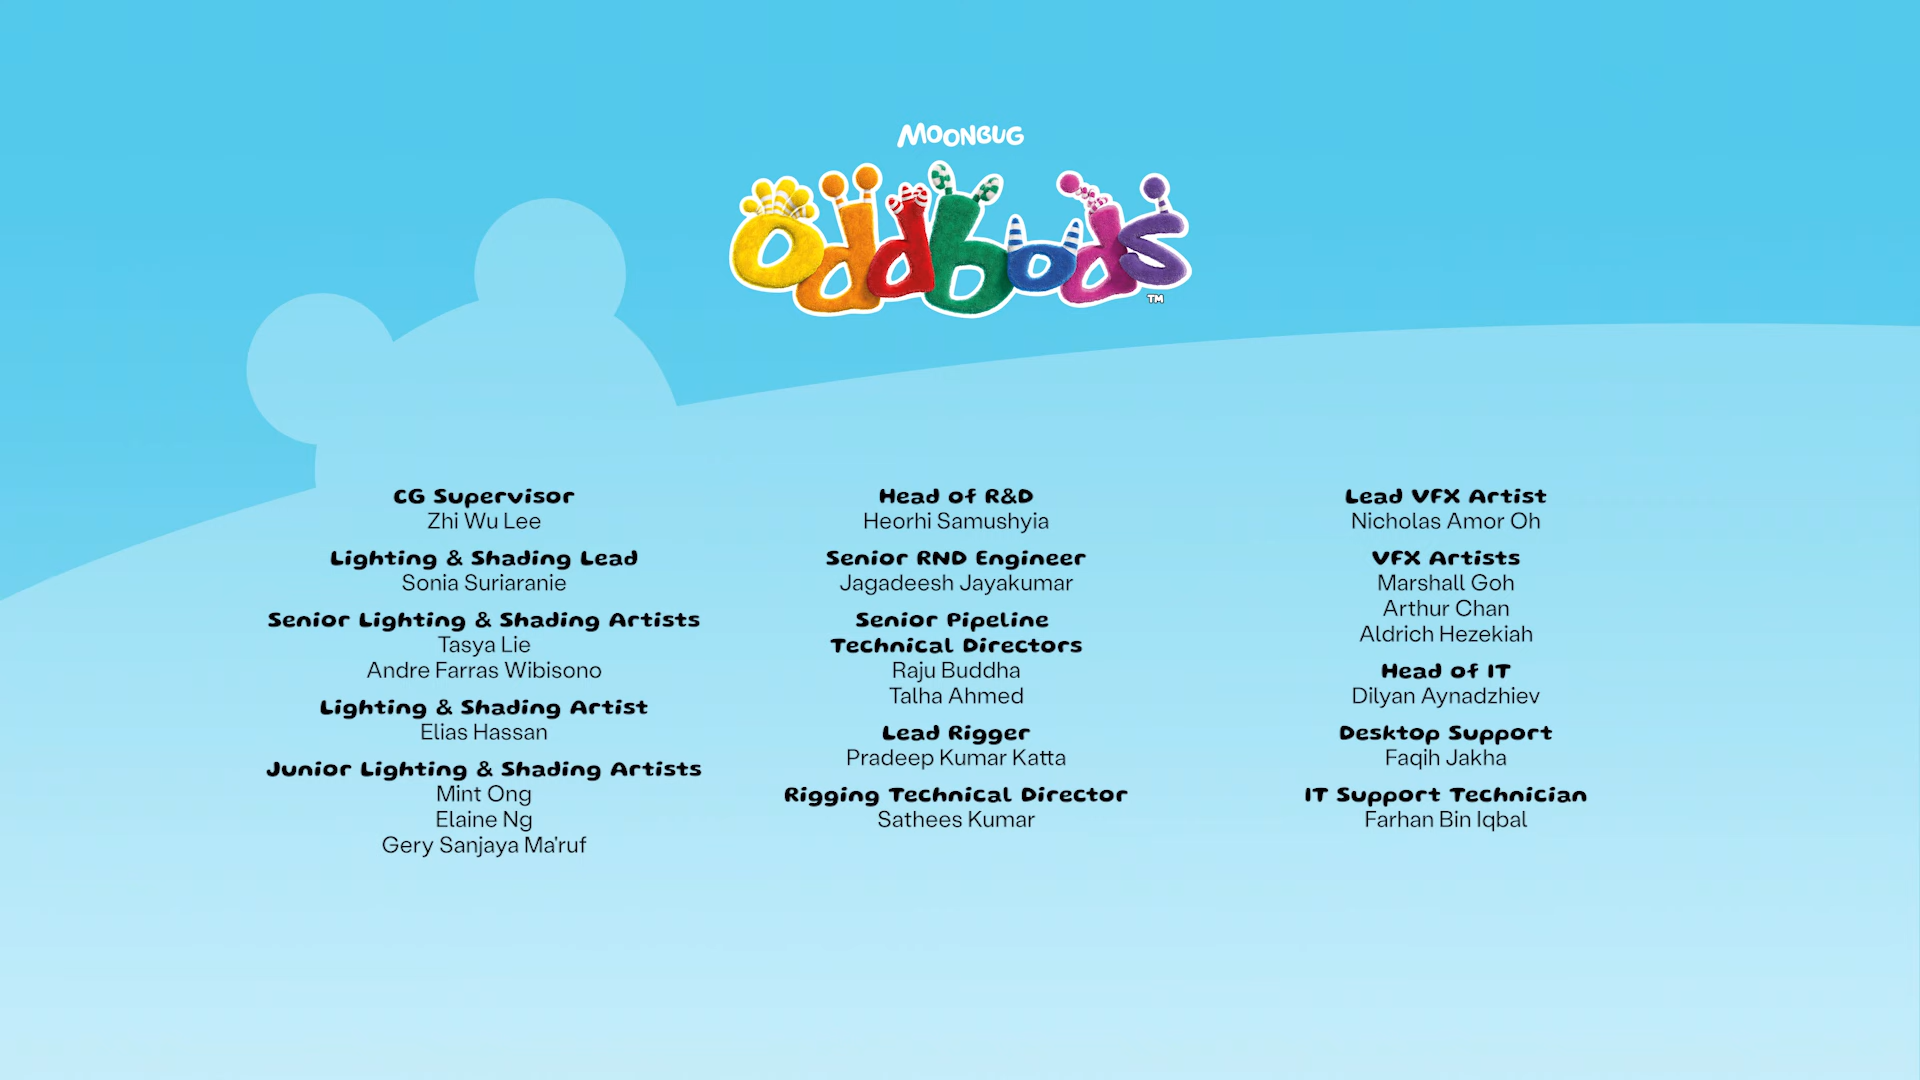 MOONBUG
oddbods
TM
CG Supervisor
Zhi Wu Lee
Lighting & Shading Lead
Sonia Suriaranie
Senior Lighting & Shading Artists
Tasya Lie
Andre Farras Wibisono
Lighting & Shading Artist
Elias Hassan
Junior Lighting & Shading Artists
Mint Ong
Elaine Ng
Gery Sanjaya Ma'ruf
Head of R&D
Heorhi Samushyia
Senior RND Engineer
Jagadeesh Jayakumar
Senior Pipeline
Technical Directors
Raju Buddha
Talha Ahmed
Lead Rigger
Pradeep Kumar Katta
Rigging Technical Director
Sathees Kumar
Lead VFX Artist
Nicholas Amor Oh
VFX Artists
Marshall Goh
Arthur Chan
Aldrich Hezekiah
Head of IT
Dilyan Aynadzhiev
Desktop Support
Faqih Jakha
IT Support Technician
Farhan Bin Iqbal